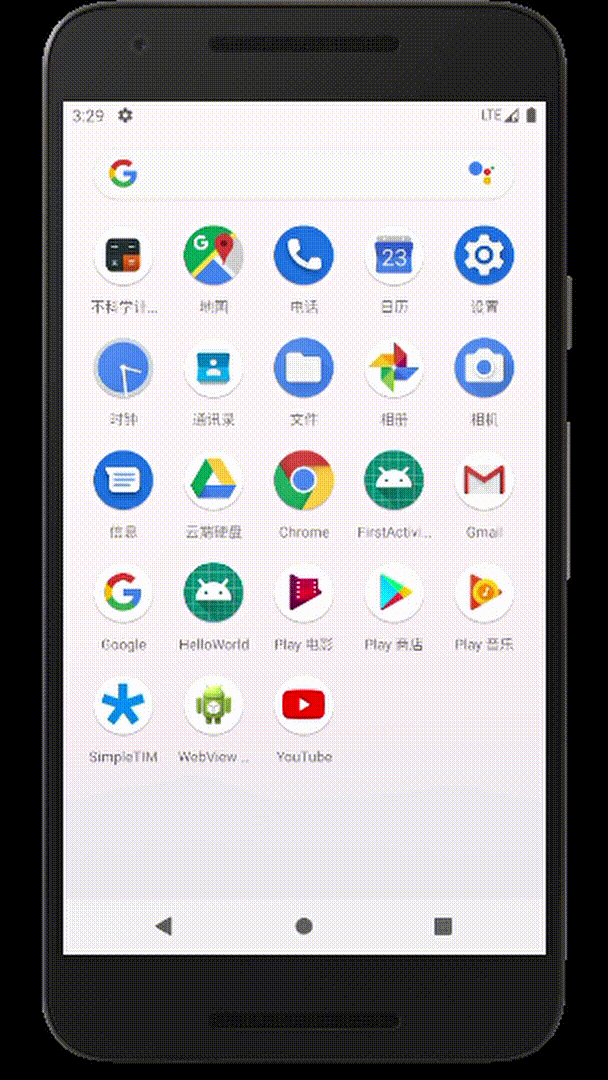 3:29 LTE
G
不科学计... 地图 电话 日历 设置
时钟 通讯录 文件 相册 相机
信息 云端硬盘 Chrome FirstActivi... Gmail
Google HelloWorld Play 电影 Play 商店 Play 音乐
SimpleTIM WebView ... YouTube